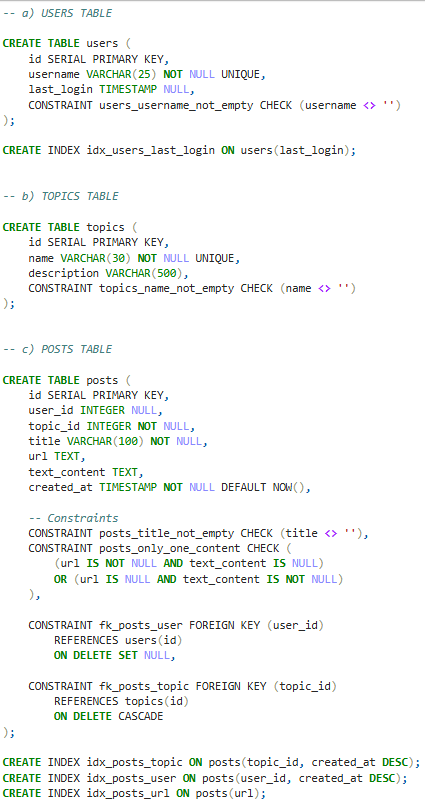 -- a) USERS TABLE
CREATE TABLE users (
    id SERIAL PRIMARY KEY,
    username VARCHAR(25) NOT NULL UNIQUE,
    last_login TIMESTAMP NULL,
    CONSTRAINT users_username_not_empty CHECK (username <> '')
);
CREATE INDEX idx_users_last_login ON users(last_login);
-- b) TOPICS TABLE
CREATE TABLE topics (
    id SERIAL PRIMARY KEY,
    name VARCHAR(30) NOT NULL UNIQUE,
    description VARCHAR(500),
    CONSTRAINT topics_name_not_empty CHECK (name <> '')
);
-- c) POSTS TABLE
CREATE TABLE posts (
    id SERIAL PRIMARY KEY,
    user_id INTEGER NULL,
    topic_id INTEGER NOT NULL,
    title VARCHAR(100) NOT NULL,
    url TEXT,
    text_content TEXT,
    created_at TIMESTAMP NOT NULL DEFAULT NOW(),
    -- Constraints
    CONSTRAINT posts_title_not_empty CHECK (title <> ''),
    CONSTRAINT posts_only_one_content CHECK (
        (url IS NOT NULL AND text_content IS NULL)
        OR (url IS NULL AND text_content IS NOT NULL)
    ),
    CONSTRAINT fk_posts_user FOREIGN KEY (user_id)
        REFERENCES users(id)
        ON DELETE SET NULL,
    CONSTRAINT fk_posts_topic FOREIGN KEY (topic_id)
        REFERENCES topics(id)
        ON DELETE CASCADE
);
CREATE INDEX idx_posts_topic ON posts(topic_id, created_at DESC);
CREATE INDEX idx_posts_user ON posts(user_id, created_at DESC);
CREATE INDEX idx_posts_url ON posts(url);